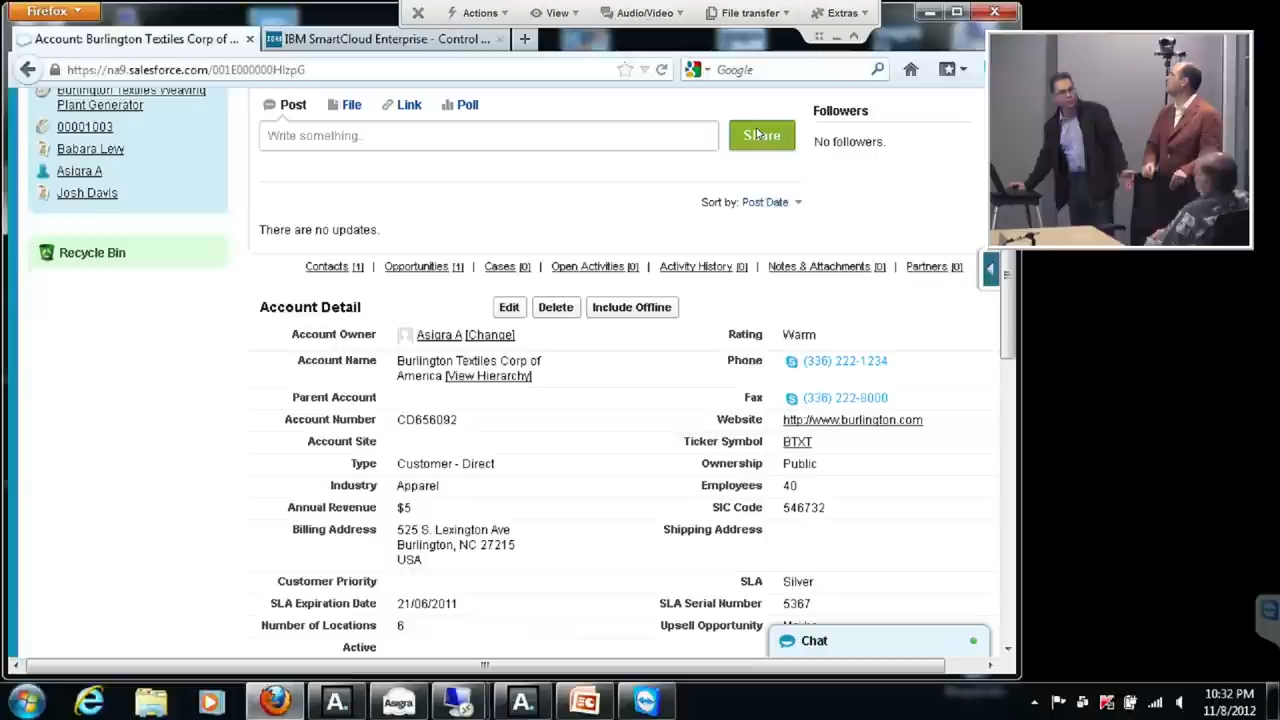 Firefox
Actions
View
Audio/Video
File transfer
Extras
Account: Burlington Textiles Corp of ...
IBM SmartCloud Enterprise - Control ...
https://na9.salesforce.com/001E000000HlzpG
Google
Burlington Textiles Weaving
Plant Generator
00001003
Babara Levy
Asigra A
Josh Davis
Recycle Bin
Post File Link Poll
Write something...
Share
Followers
No followers.
Sort by: Post Date
There are no updates.
Contacts [1] | Opportunities [1] | Cases [0] | Open Activities [0] | Activity History [0] | Notes & Attachments [0] | Partners [0]
Account Detail
Edit Delete Include Offline
Account Owner Asigra A [Change]
Rating Warm
Account Name Burlington Textiles Corp of
America [View Hierarchy]
Phone (336) 222-1234
Parent Account
Fax (336) 222-8000
Account Number CD656092
Website http://www.burlington.com
Account Site
Ticker Symbol BTXT
Type Customer - Direct
Ownership Public
Industry Apparel
Employees 40
Annual Revenue $5
SIC Code 546732
Billing Address 525 S. Lexington Ave
Burlington, NC 27215
USA
Shipping Address
Customer Priority
SLA Silver
SLA Expiration Date 21/06/2011
SLA Serial Number 5367
Number of Locations 6
Upsell Opportunity
Active
Chat
Asigra
10:32 PM
11/8/2012